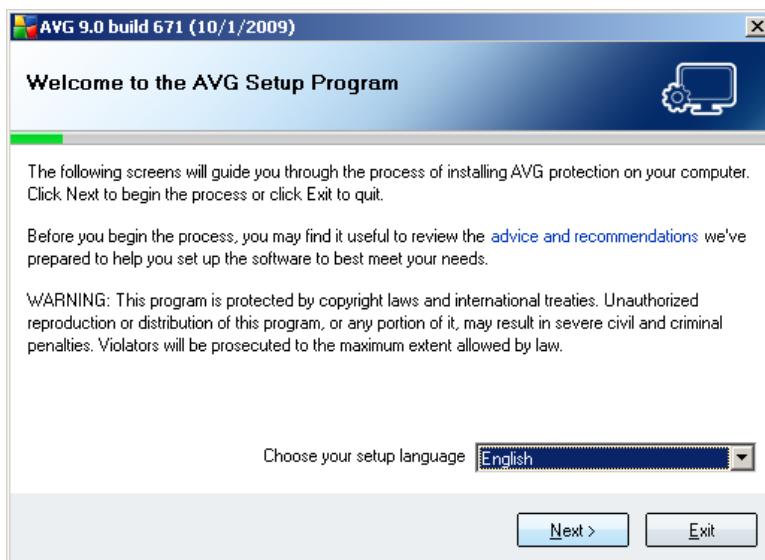 AVG 9.0 build 671 (10/1/2009)
Welcome to the AVG Setup Program
The following screens will guide you through the process of installing AVG protection on your computer.
Click Next to begin the process or click Exit to quit.
Before you begin the process, you may find it useful to review the advice and recommendations we've
prepared to help you set up the software to best meet your needs.
WARNING: This program is protected by copyright laws and international treaties. Unauthorized
reproduction or distribution of this program, or any portion of it, may result in severe civil and criminal
penalties. Violators will be prosecuted to the maximum extent allowed by law.
Choose your setup language English
Next > Exit